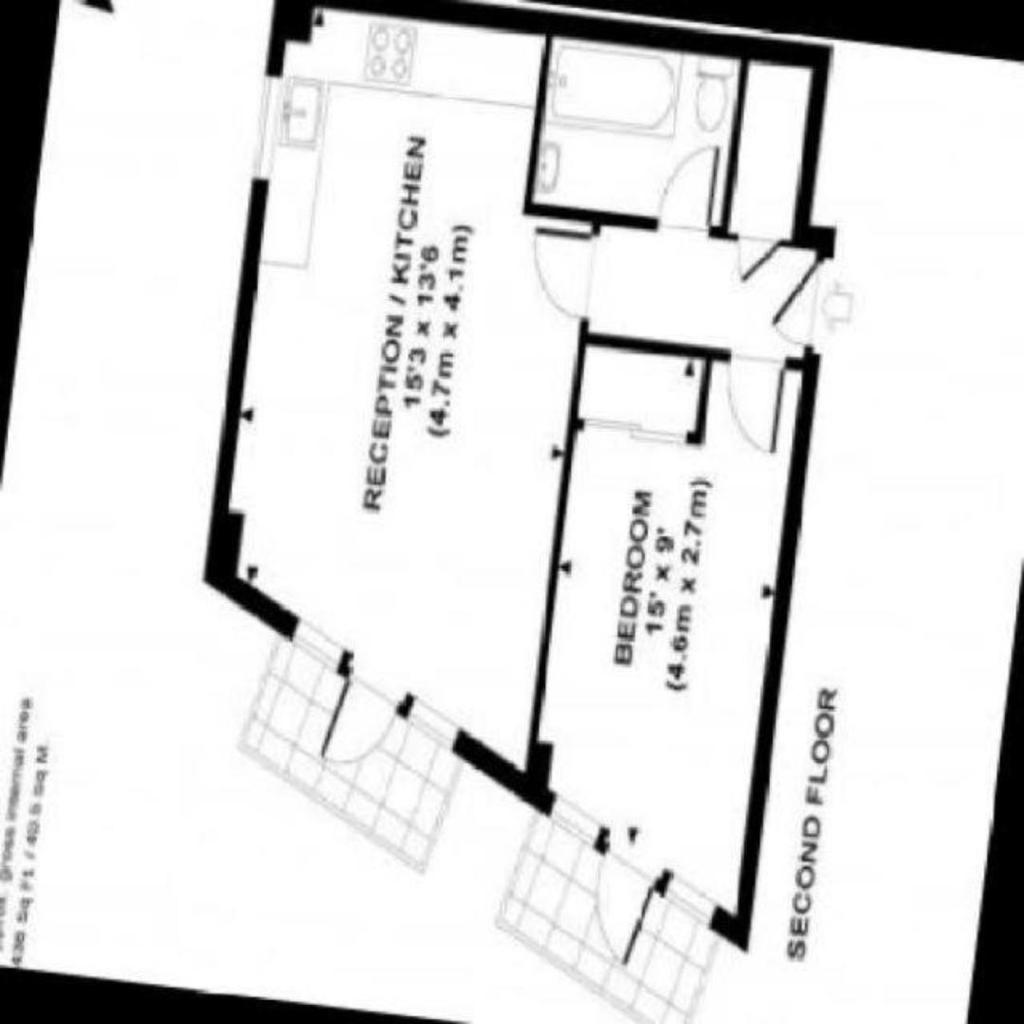 RECEPTION / KITCHEN
15'3 x 13'6
(4.7m x 4.1m)
BEDROOM
15' x 9'
(4.6m x 2.7m)
SECOND FLOOR
gross internal area
436 Sq Ft / 40.5 Sq M.